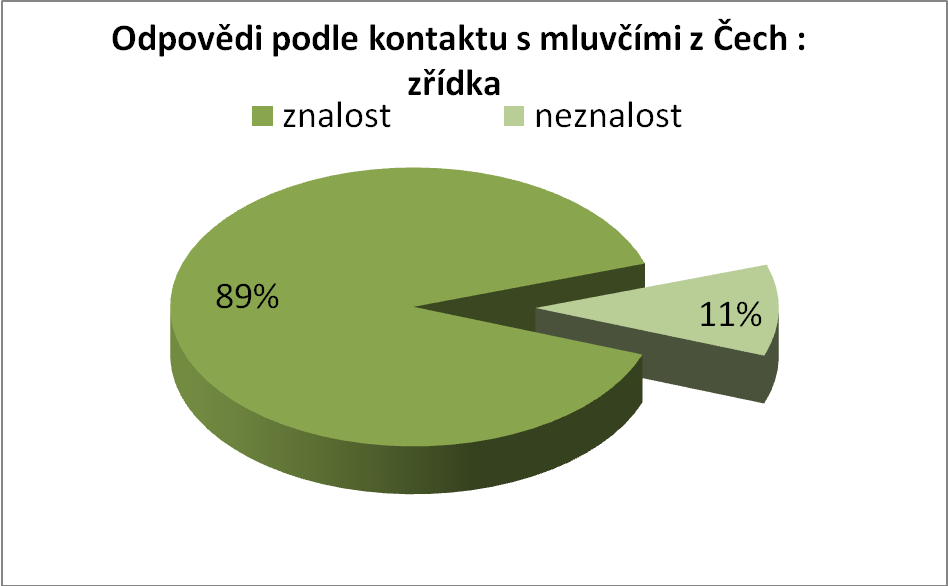 Odpovědi podle kontaktu s mluvčími z Čech :
zřídka
znalost neznalost
89%
11%